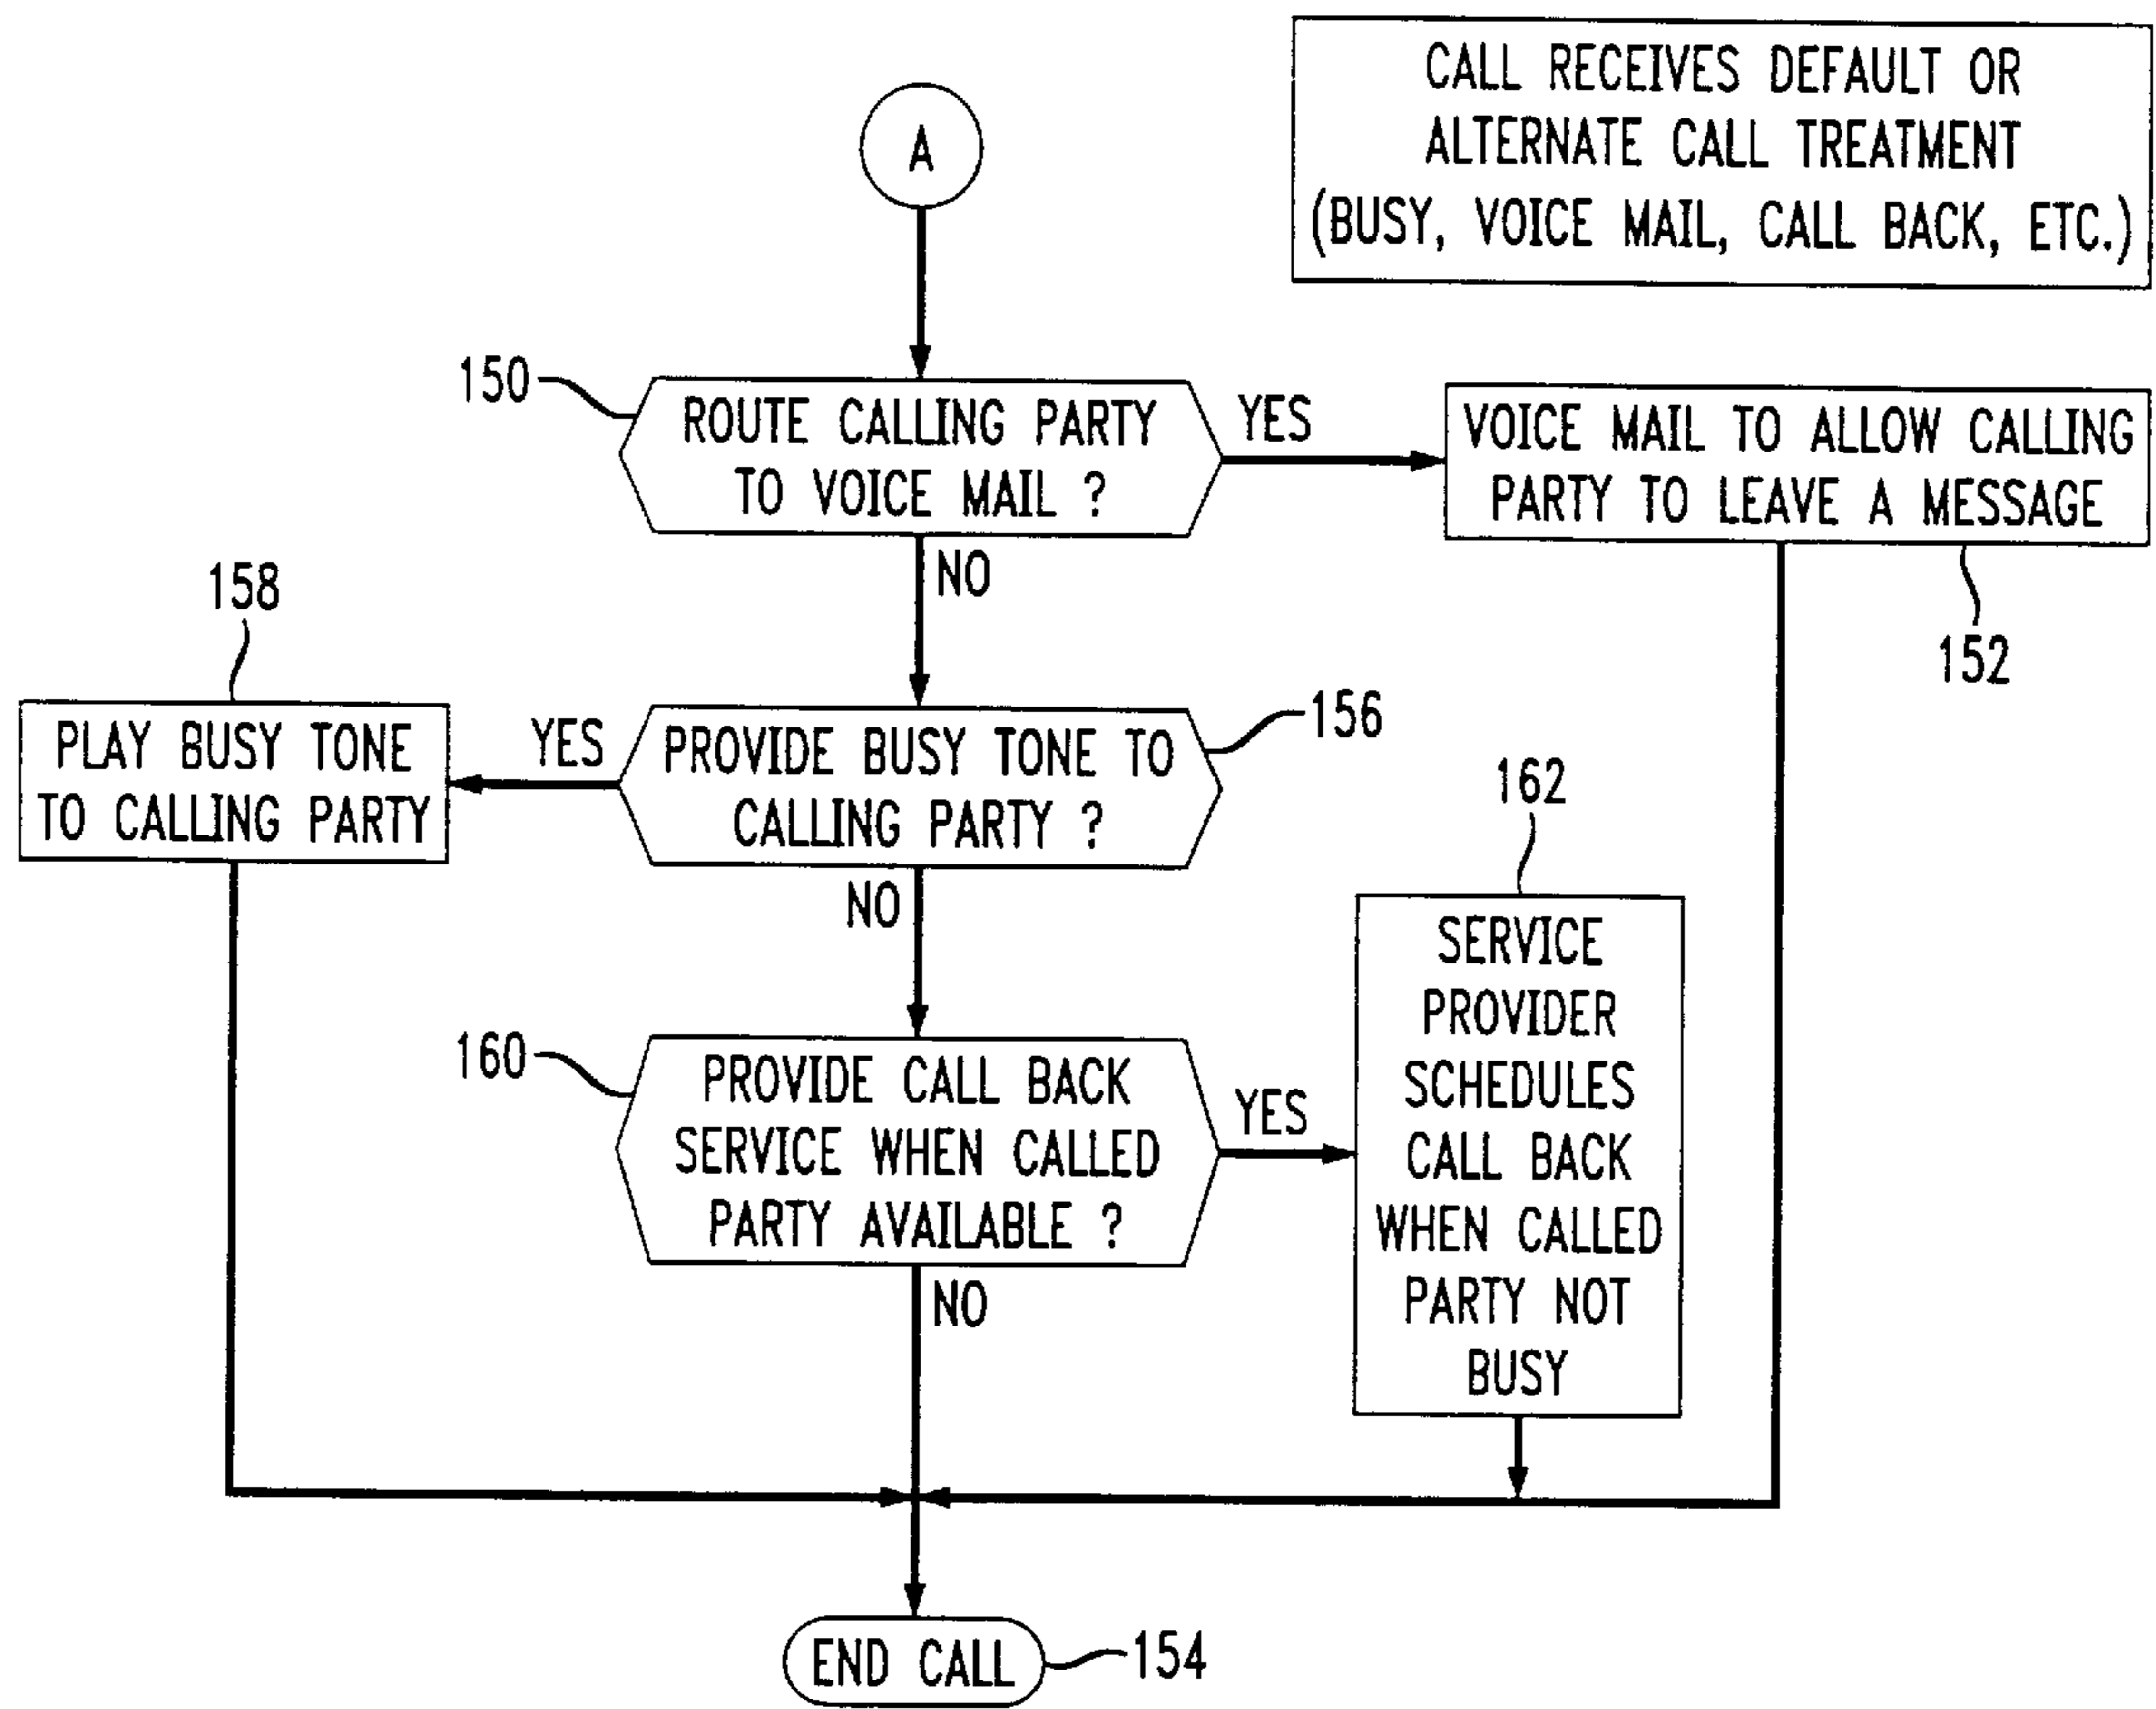 CALL RECEIVES DEFAULT OR
ALTERNATE CALL TREATMENT
(BUSY, VOICE MAIL, CALL BACK, ETC.)
A
150
ROUTE CALLING PARTY
TO VOICE MAIL ?
YES
VOICE MAIL TO ALLOW CALLING
PARTY TO LEAVE A MESSAGE
152
NO
158
PLAY BUSY TONE
TO CALLING PARTY
YES
PROVIDE BUSY TONE TO
CALLING PARTY ?
156
NO
160
PROVIDE CALL BACK
SERVICE WHEN CALLED
PARTY AVAILABLE ?
YES
162
SERVICE
PROVIDER
SCHEDULES
CALL BACK
WHEN CALLED
PARTY NOT
BUSY
NO
END CALL
154